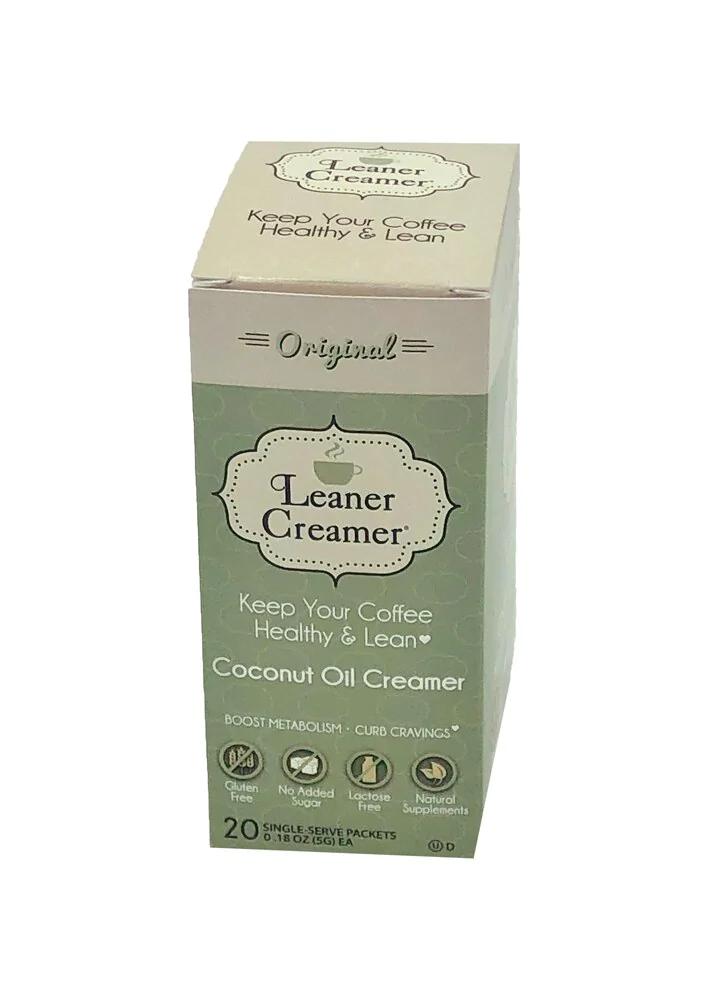 Leaner
Creamer
Keep Your Coffee
Healthy & Lean
Original
Leaner
Creamer®
Keep Your Coffee
Healthy & Lean♥
Coconut Oil Creamer
BOOST METABOLISM · CURB CRAVINGS♥
Gluten
Free
No Added
Sugar
Lactose
Free
Natural
Supplements
20 SINGLE-SERVE PACKETS
0.18 OZ (5G) EA
Ⓤ D